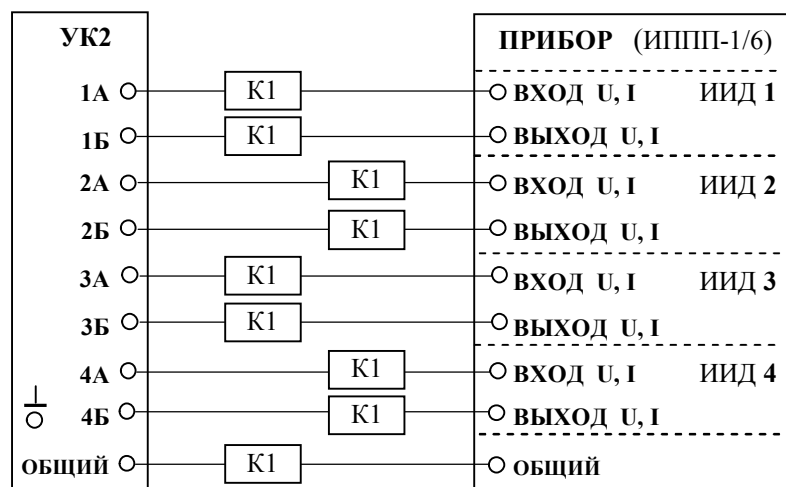 УК2 ПРИБОР (ИППП-1/6)
1А К1 ВХОД U, I ИИД 1
1Б К1 ВЫХОД U, I
2А К1 ВХОД U, I ИИД 2
2Б К1 ВЫХОД U, I
3А К1 ВХОД U, I ИИД 3
3Б К1 ВЫХОД U, I
4А К1 ВХОД U, I ИИД 4
4Б К1 ВЫХОД U, I
ОБЩИЙ К1 ОБЩИЙ